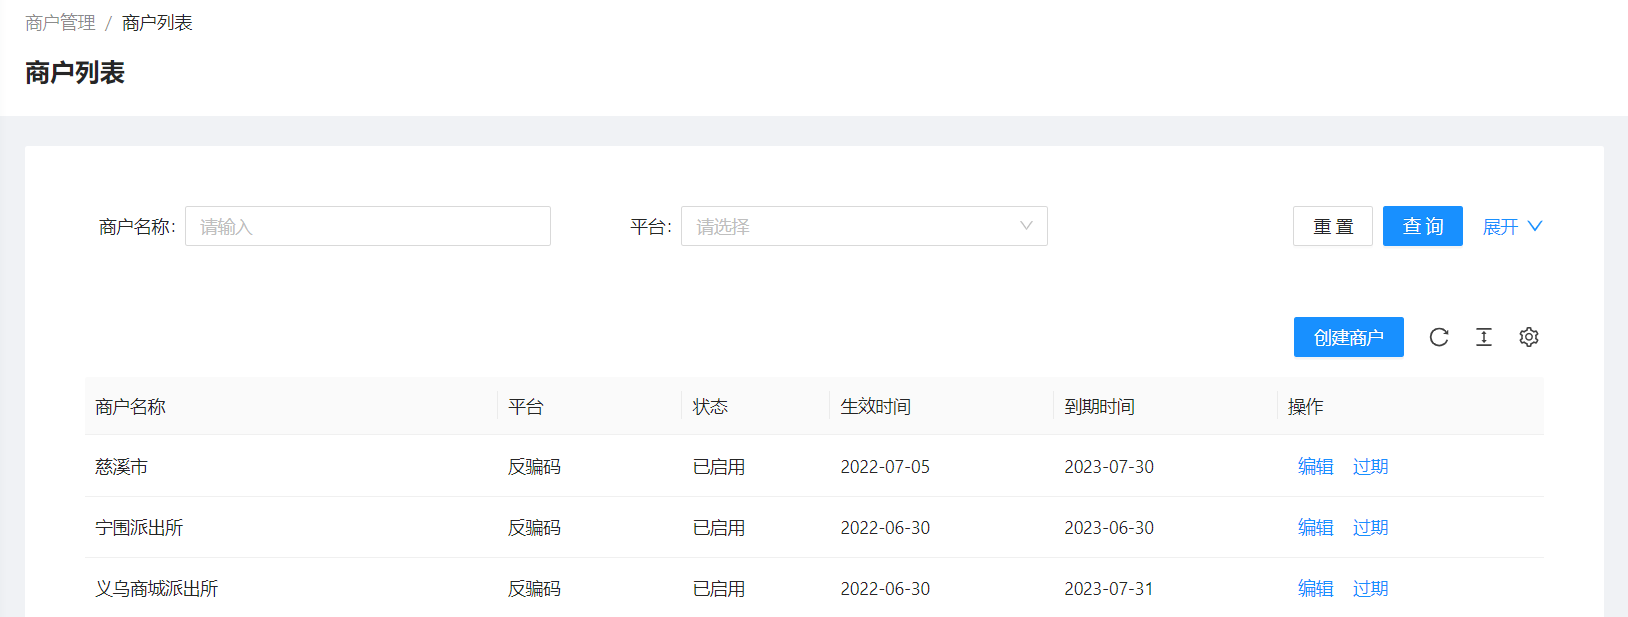 商户管理 / 商户列表
商户列表
商户名称: 请输入 平台: 请选择 重 置 查 询 展开
创建商户
商户名称 平台 状态 生效时间 到期时间 操作
慈溪市 反骗码 已启用 2022-07-05 2023-07-30 编辑 过期
宁围派出所 反骗码 已启用 2022-06-30 2023-06-30 编辑 过期
义乌商城派出所 反骗码 已启用 2022-06-30 2023-07-31 编辑 过期